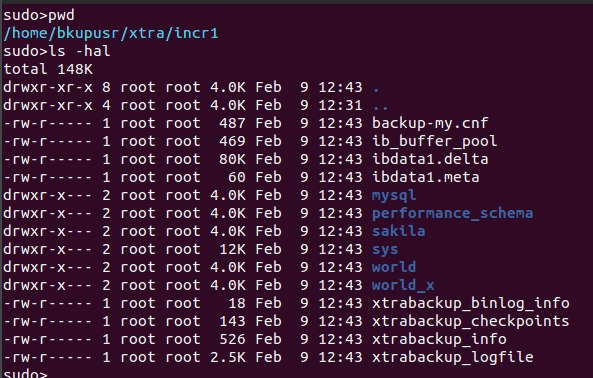 sudo>pwd
/home/bkupusr/xtra/incr1
sudo>ls -hal
total 148K
drwxr-xr-x 8 root root 4.0K Feb  9 12:43 .
drwxr-xr-x 4 root root 4.0K Feb  9 12:31 ..
-rw-r----- 1 root root  487 Feb  9 12:43 backup-my.cnf
-rw-r----- 1 root root  469 Feb  9 12:43 ib_buffer_pool
-rw-r----- 1 root root  80K Feb  9 12:43 ibdata1.delta
-rw-r----- 1 root root   60 Feb  9 12:43 ibdata1.meta
drwxr-x--- 2 root root 4.0K Feb  9 12:43 mysql
drwxr-x--- 2 root root 4.0K Feb  9 12:43 performance_schema
drwxr-x--- 2 root root 4.0K Feb  9 12:43 sakila
drwxr-x--- 2 root root  12K Feb  9 12:43 sys
drwxr-x--- 2 root root 4.0K Feb  9 12:43 world
drwxr-x--- 2 root root 4.0K Feb  9 12:43 world_x
-rw-r----- 1 root root   18 Feb  9 12:43 xtrabackup_binlog_info
-rw-r----- 1 root root  143 Feb  9 12:43 xtrabackup_checkpoints
-rw-r----- 1 root root  526 Feb  9 12:43 xtrabackup_info
-rw-r----- 1 root root 2.5K Feb  9 12:43 xtrabackup_logfile
sudo>